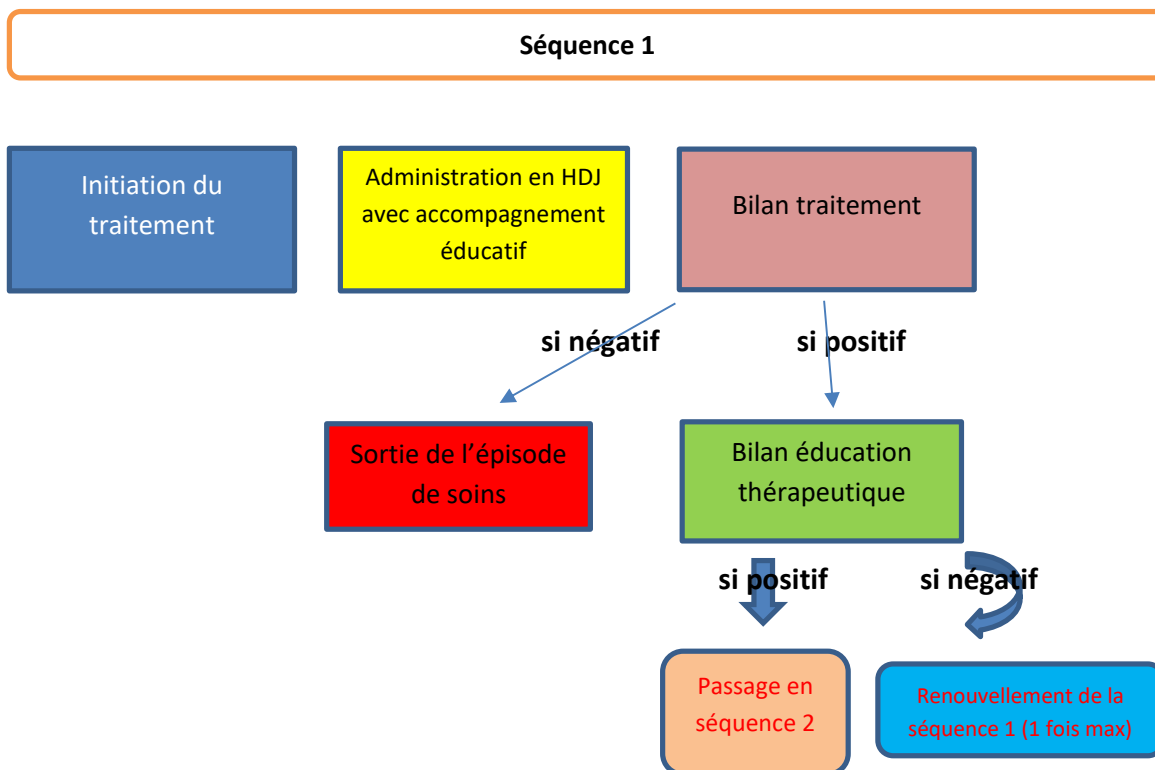 Séquence 1
Initiation du
traitement
Administration en HDJ
avec accompagnement
éducatif
Bilan traitement
si négatif
si positif
Sortie de l’épisode
de soins
Bilan éducation
thérapeutique
si positif
si négatif
Passage en
séquence 2
Renouvellement de la
séquence 1 (1 fois max)